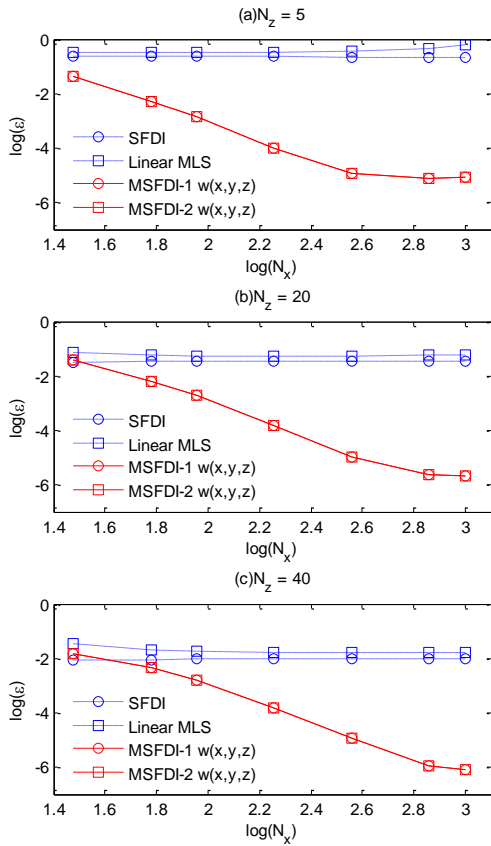 (a)N_z = 5
0
-2
-4
-6
log(ε)
SFDI
Linear MLS
MSFDI-1 w(x,y,z)
MSFDI-2 w(x,y,z)
1.4 1.6 1.8 2 2.2 2.4 2.6 2.8 3
log(N_x)
(b)N_z = 20
0
-2
-4
-6
log(ε)
SFDI
Linear MLS
MSFDI-1 w(x,y,z)
MSFDI-2 w(x,y,z)
1.4 1.6 1.8 2 2.2 2.4 2.6 2.8 3
log(N_x)
(c)N_z = 40
0
-2
-4
-6
log(ε)
SFDI
Linear MLS
MSFDI-1 w(x,y,z)
MSFDI-2 w(x,y,z)
1.4 1.6 1.8 2 2.2 2.4 2.6 2.8 3
log(N_x)